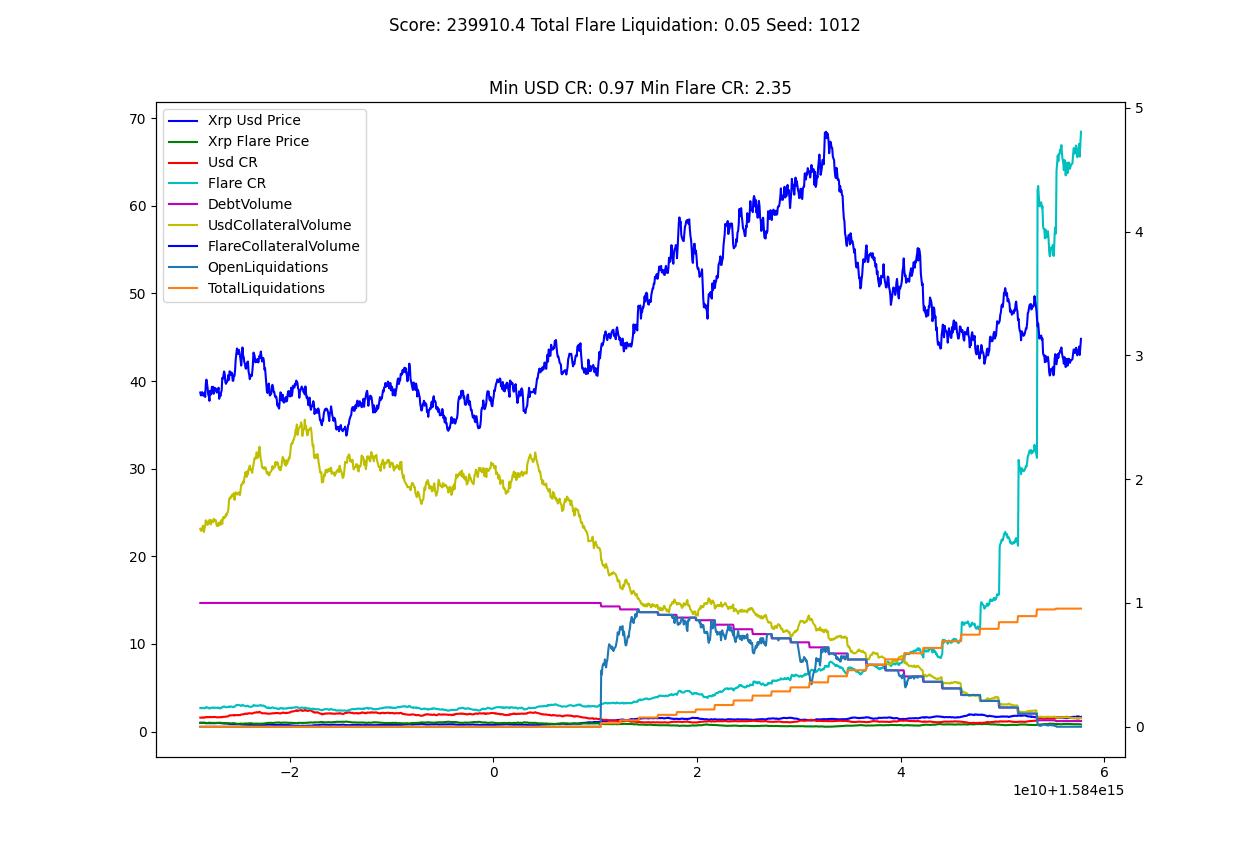 Score: 239910.4 Total Flare Liquidation: 0.05 Seed: 1012
Min USD CR: 0.97 Min Flare CR: 2.35
Xrp Usd Price
Xrp Flare Price
Usd CR
Flare CR
DebtVolume
UsdCollateralVolume
FlareCollateralVolume
OpenLiquidations
TotalLiquidations
70
60
50
40
30
20
10
0
5
4
3
2
1
0
−2 0 2 4 6
1e10+1.584e15